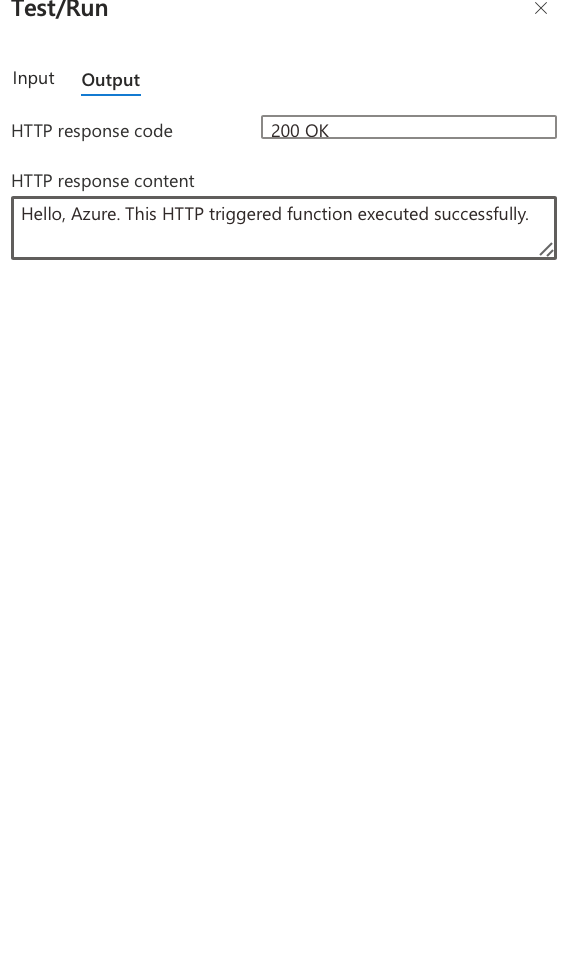 Test/Run
Input
Output
HTTP response code
200 OK
HTTP response content
Hello, Azure. This HTTP triggered function executed successfully.